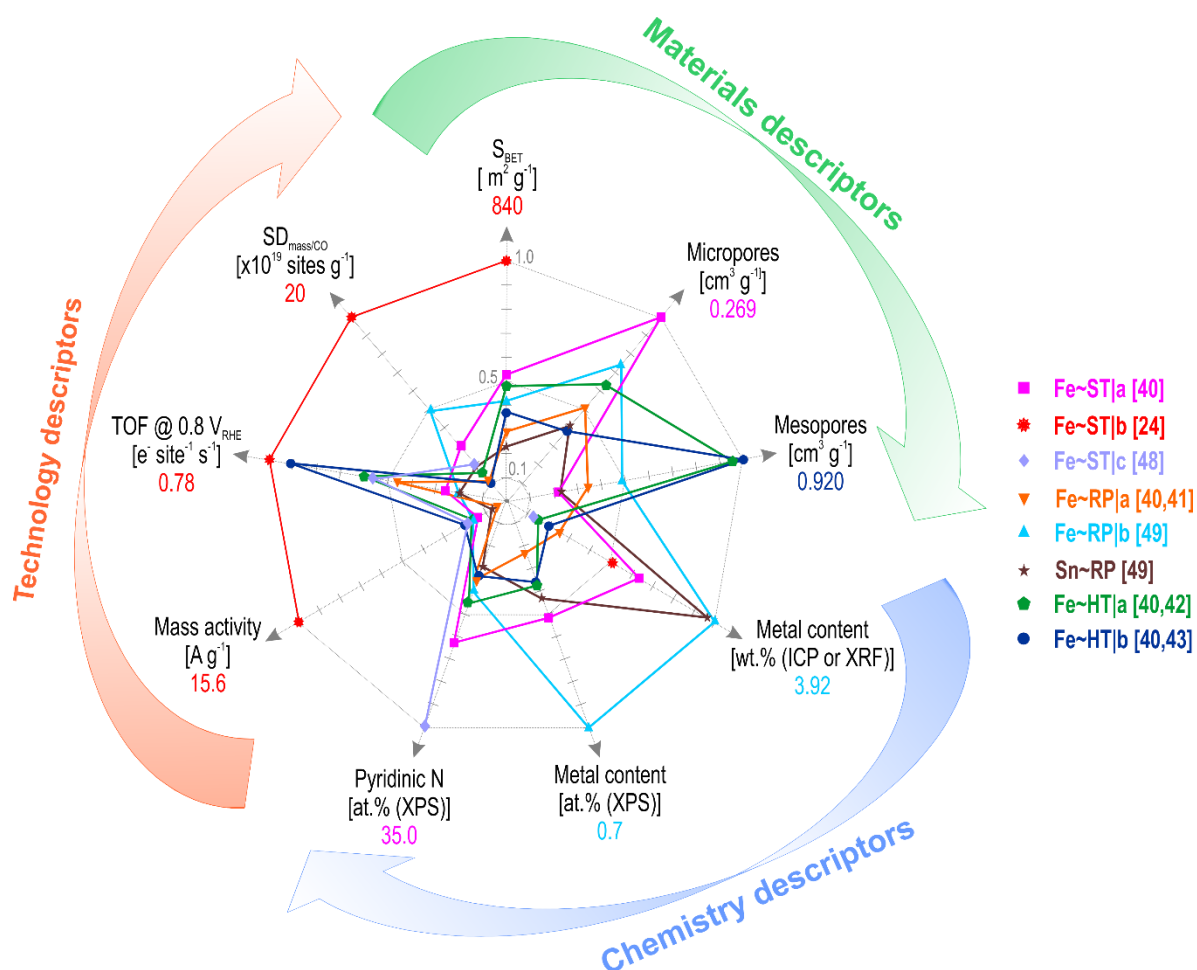 Materials descriptors
S_BET
[ m² g⁻¹]
840
SD_mass/CO
[x10¹⁹ sites g⁻¹]
20
Micropores
[cm³ g⁻¹]
0.269
1.0
0.5
0.1
Technology descriptors
TOF @ 0.8 V_RHE
[e⁻ site⁻¹ s⁻¹]
0.78
Mesopores
[cm³ g⁻¹]
0.920
Fe~ST|a [40]
Fe~ST|b [24]
Fe~ST|c [48]
Fe~RP|a [40,41]
Fe~RP|b [49]
Sn~RP [49]
Fe~HT|a [40,42]
Fe~HT|b [40,43]
Mass activity
[A g⁻¹]
15.6
Metal content
[wt.% (ICP or XRF)]
3.92
Pyridinic N
[at.% (XPS)]
35.0
Metal content
[at.% (XPS)]
0.7
Chemistry descriptors